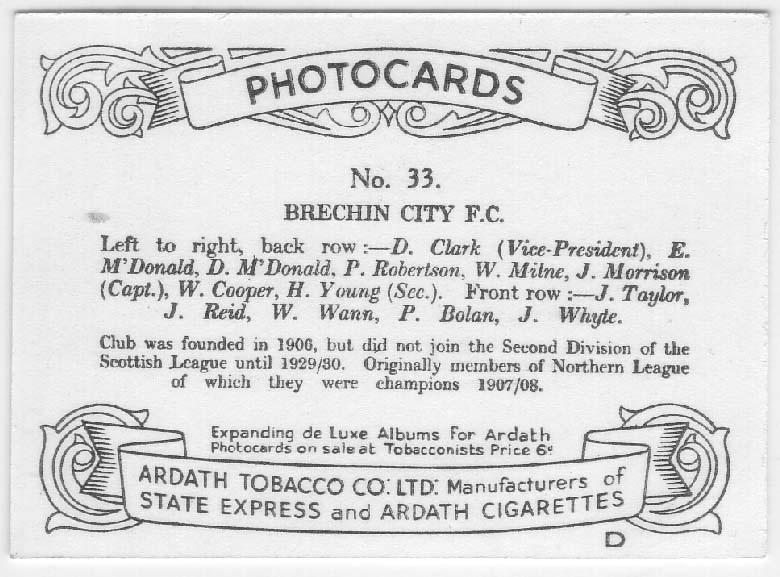 PHOTOCARDS
No. 33.
BRECHIN CITY F.C.
Left to right, back row :—D. Clark (Vice-President), E.
M'Donald, D. M'Donald, P. Robertson, W. Milne, J. Morrison
(Capt.), W. Cooper, H. Young (Sec.). Front row :—J. Taylor,
J. Reid, W. Wann, P. Bolan, J. Whyte.
Club was founded in 1906, but did not join the Second Division of the
Scottish League until 1929/30. Originally members of Northern League
of which they were champions 1907/08.
Expanding de Luxe Albums for Ardath
Photocards on sale at Tobacconists Price 6ᵈ
ARDATH TOBACCO CO: LTD: Manufacturers of
STATE EXPRESS and ARDATH CIGARETTES
D